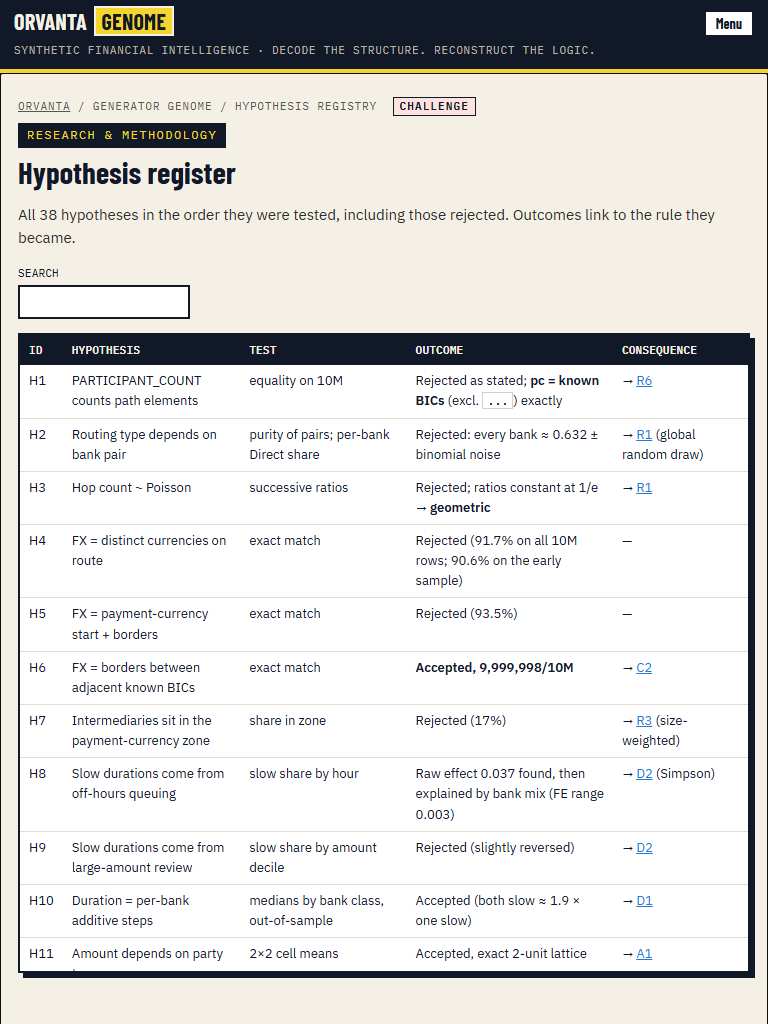 ORVANTA GENOME
Menu
SYNTHETIC FINANCIAL INTELLIGENCE · DECODE THE STRUCTURE. RECONSTRUCT THE LOGIC.
ORVANTA / GENERATOR GENOME / HYPOTHESIS REGISTRY CHALLENGE
RESEARCH & METHODOLOGY
Hypothesis register
All 38 hypotheses in the order they were tested, including those rejected. Outcomes link to the rule they
became.
SEARCH
ID HYPOTHESIS TEST OUTCOME CONSEQUENCE
H1 PARTICIPANT_COUNT equality on 10M Rejected as stated; pc = known → R6
counts path elements BICs (excl. ...) exactly
H2 Routing type depends on purity of pairs; per-bank Rejected: every bank ≈ 0.632 ± → R1 (global
bank pair Direct share binomial noise random draw)
H3 Hop count ~ Poisson successive ratios Rejected; ratios constant at 1/e → R1
→ geometric
H4 FX = distinct currencies on exact match Rejected (91.7% on all 10M —
route rows; 90.6% on the early
sample)
H5 FX = payment-currency exact match Rejected (93.5%) —
start + borders
H6 FX = borders between exact match Accepted, 9,999,998/10M → C2
adjacent known BICs
H7 Intermediaries sit in the share in zone Rejected (17%) → R3 (size-
payment-currency zone weighted)
H8 Slow durations come from slow share by hour Raw effect 0.037 found, then → D2 (Simpson)
off-hours queuing explained by bank mix (FE range
0.003)
H9 Slow durations come from slow share by amount Rejected (slightly reversed) → D2
large-amount review decile
H10 Duration = per-bank medians by bank class, Accepted (both slow ≈ 1.9 × → D1
additive steps out-of-sample one slow)
H11 Amount depends on party 2×2 cell means Accepted, exact 2-unit lattice → A1